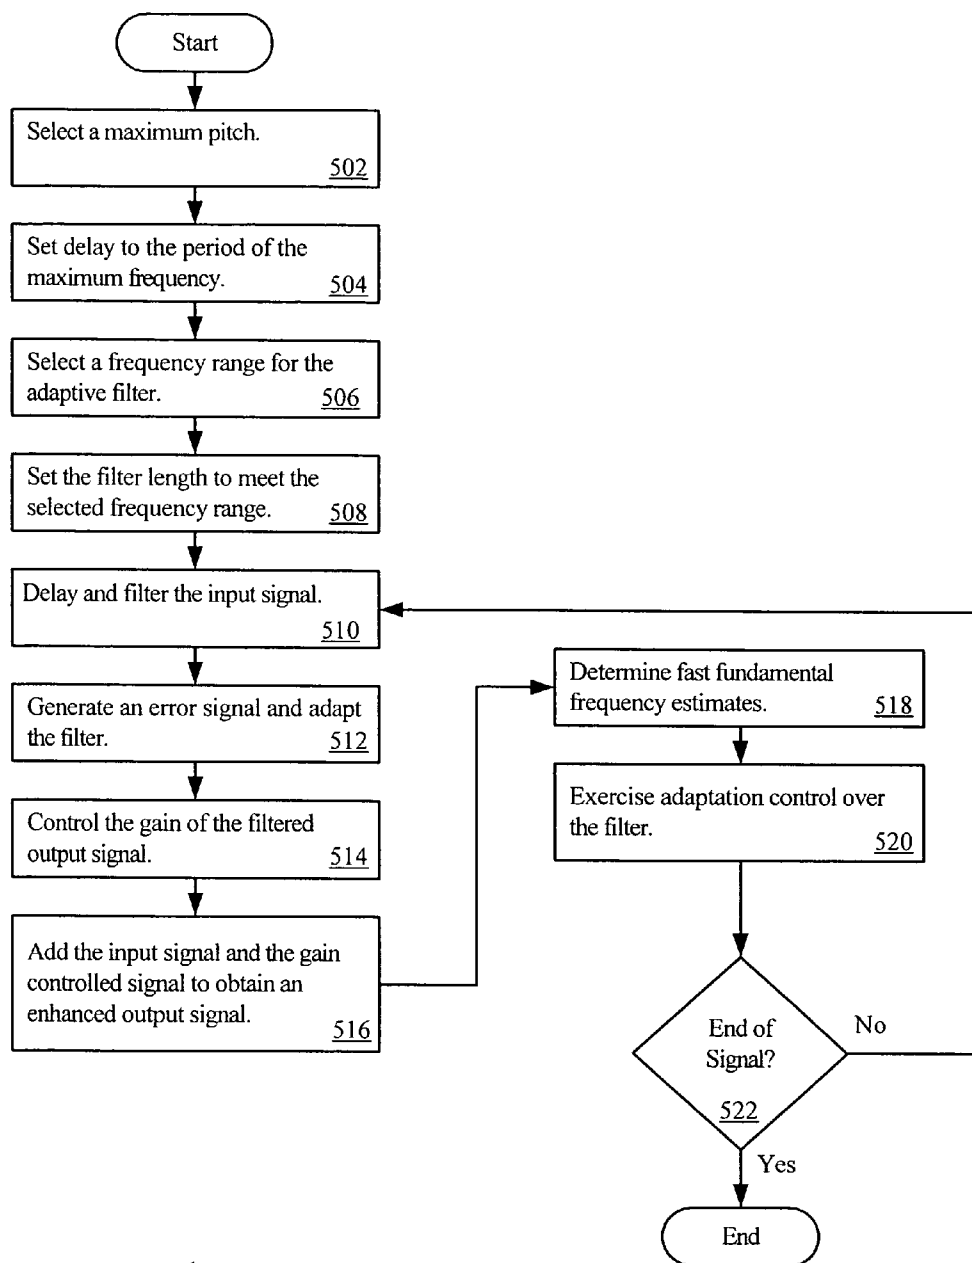 Start
Select a maximum pitch.
502
Set delay to the period of the
maximum frequency.
504
Select a frequency range for the
adaptive filter.
506
Set the filter length to meet the
selected frequency range.
508
Delay and filter the input signal.
510
Generate an error signal and adapt
the filter.
512
Control the gain of the filtered
output signal.
514
Add the input signal and the gain
controlled signal to obtain an
enhanced output signal.
516
Determine fast fundamental
frequency estimates.
518
Exercise adaptation control over
the filter.
520
End of
Signal?
522
No
Yes
End